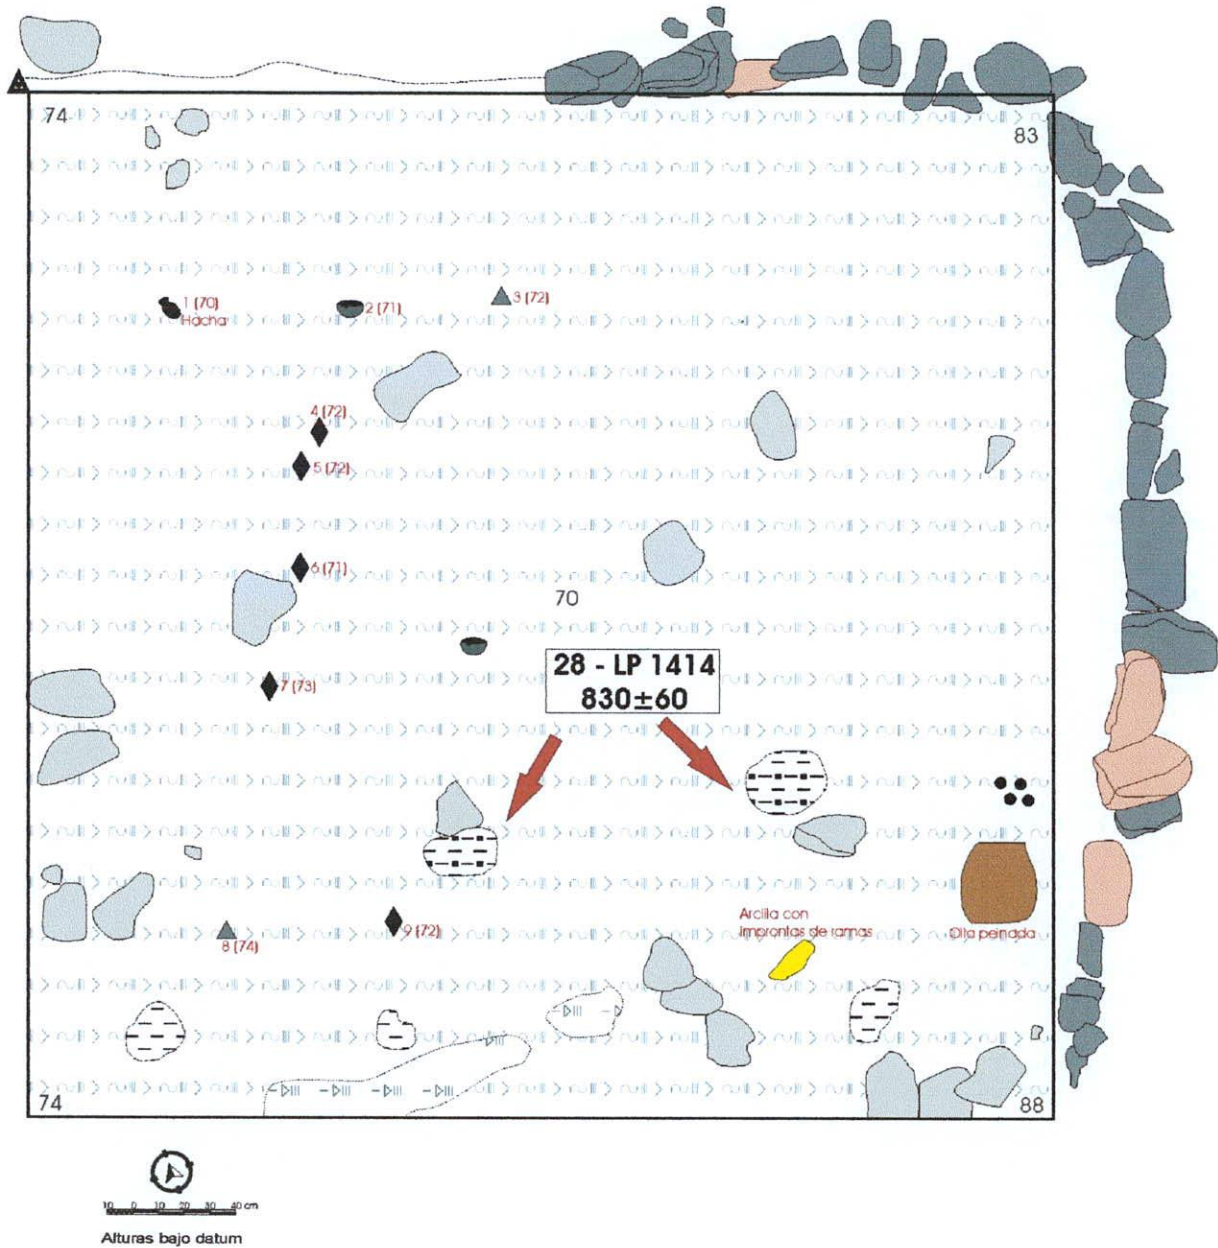 74
83
1 (70)
Hacha
2 (71)
3 (72)
4 (72)
5 (72)
6 (71)
70
28 - LP 1414
830±60
7 (73)
Arcilla con
improntas de ramas
Olla peinada
8 (74)
9 (72)
74
88
10 0 10 20 30 40 cm
Alturas bajo datum